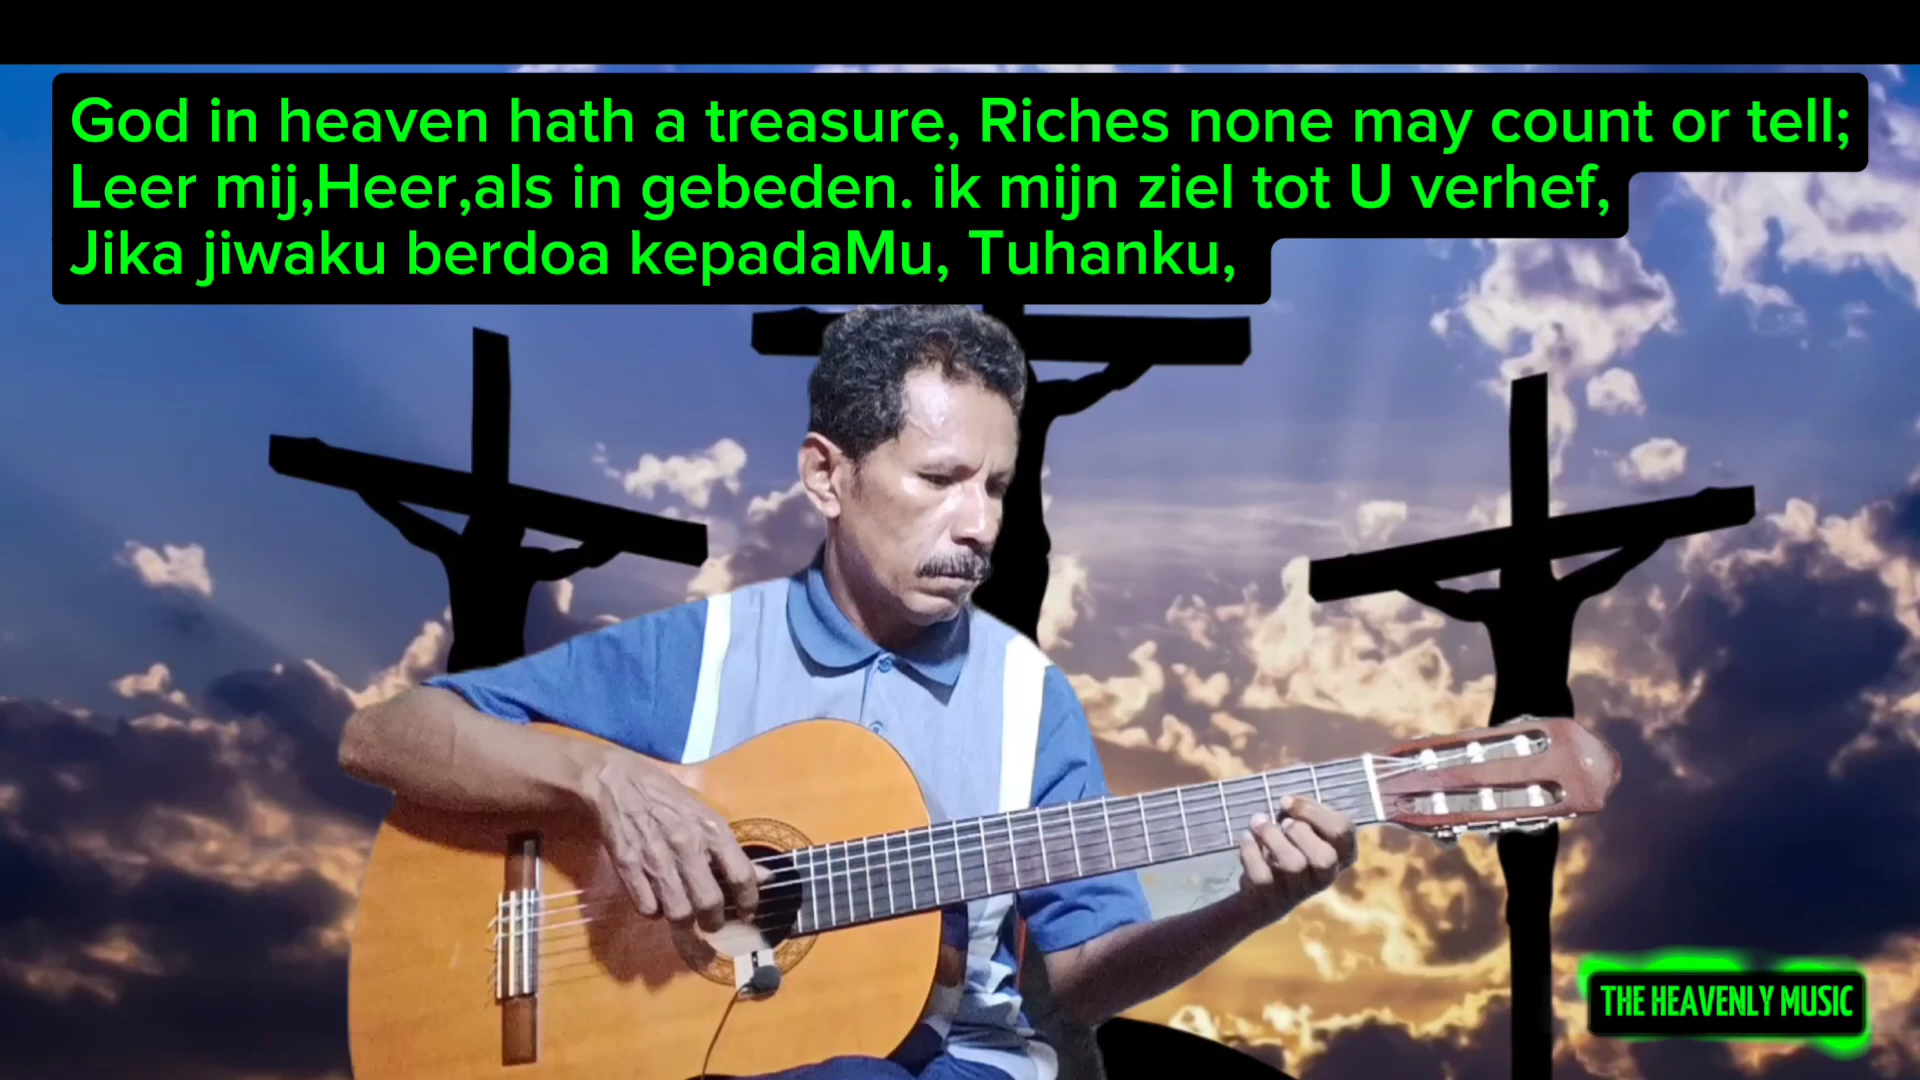 God in heaven hath a treasure, Riches none may count or tell;
Leer mij,Heer,als in gebeden. ik mijn ziel tot U verhef,
Jika jiwaku berdoa kepadaMu, Tuhanku,
THE HEAVENLY MUSIC